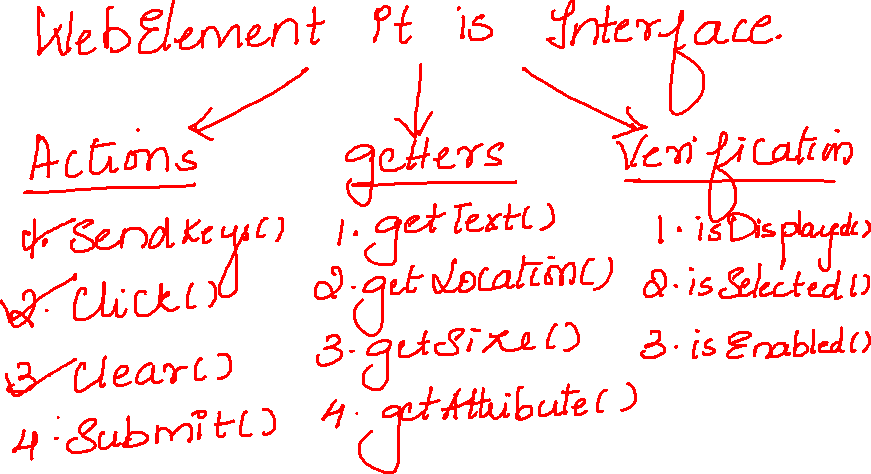 WebElement It is Interface.
Actions
1. Sendkeys()
2. Click()
3 Clear()
4. Submit()
getters
1. getText()
2. getLocation()
3. getSize()
4. getAttribute()
Verification
1. isDisplayed()
2. isSelected()
3. isEnabled()